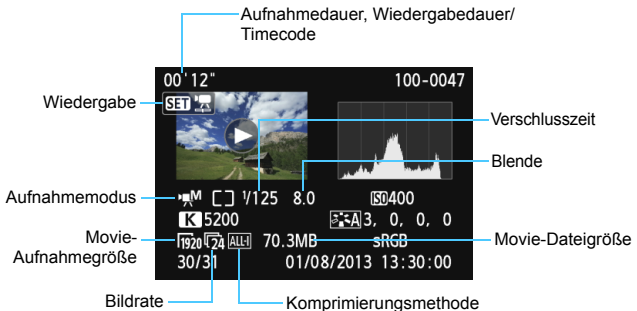 Aufnahmedauer, Wiedergabedauer/
Timecode
00'12" 100-0047
Wiedergabe
SET
Verschlusszeit
Blende
Aufnahmemodus
M 1/125 8.0 ISO400
K 5200 A 3, 0, 0, 0
Movie-
Aufnahmegröße
1920 24 ALL-I 70.3MB sRGB
Movie-Dateigröße
30/31 01/08/2013 13:30:00
Bildrate
Komprimierungsmethode